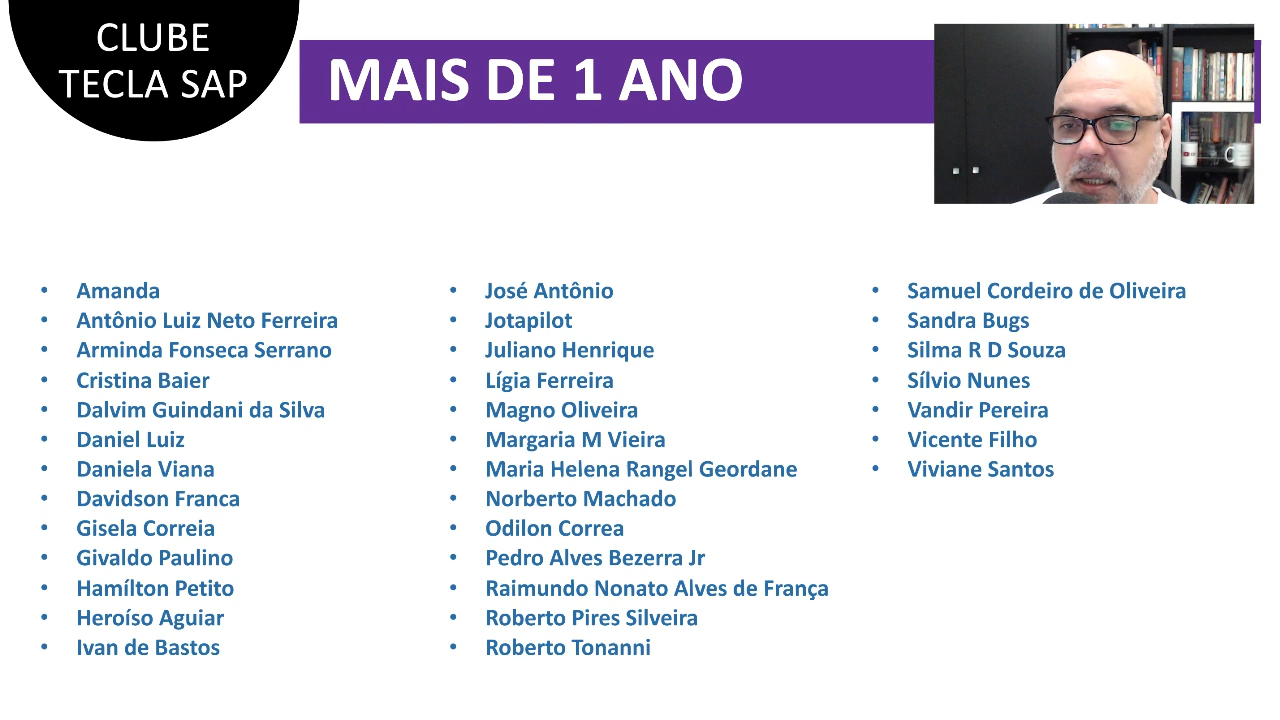 CLUBE
TECLA SAP
MAIS DE 1 ANO
• Amanda
• Antônio Luiz Neto Ferreira
• Arminda Fonseca Serrano
• Cristina Baier
• Dalvim Guindani da Silva
• Daniel Luiz
• Daniela Viana
• Davidson Franca
• Gisela Correia
• Givaldo Paulino
• Hamílton Petito
• Heroíso Aguiar
• Ivan de Bastos
• José Antônio
• Jotapilot
• Juliano Henrique
• Lígia Ferreira
• Magno Oliveira
• Margaria M Vieira
• Maria Helena Rangel Geordane
• Norberto Machado
• Odilon Correa
• Pedro Alves Bezerra Jr
• Raimundo Nonato Alves de França
• Roberto Pires Silveira
• Roberto Tonanni
• Samuel Cordeiro de Oliveira
• Sandra Bugs
• Silma R D Souza
• Sílvio Nunes
• Vandir Pereira
• Vicente Filho
• Viviane Santos